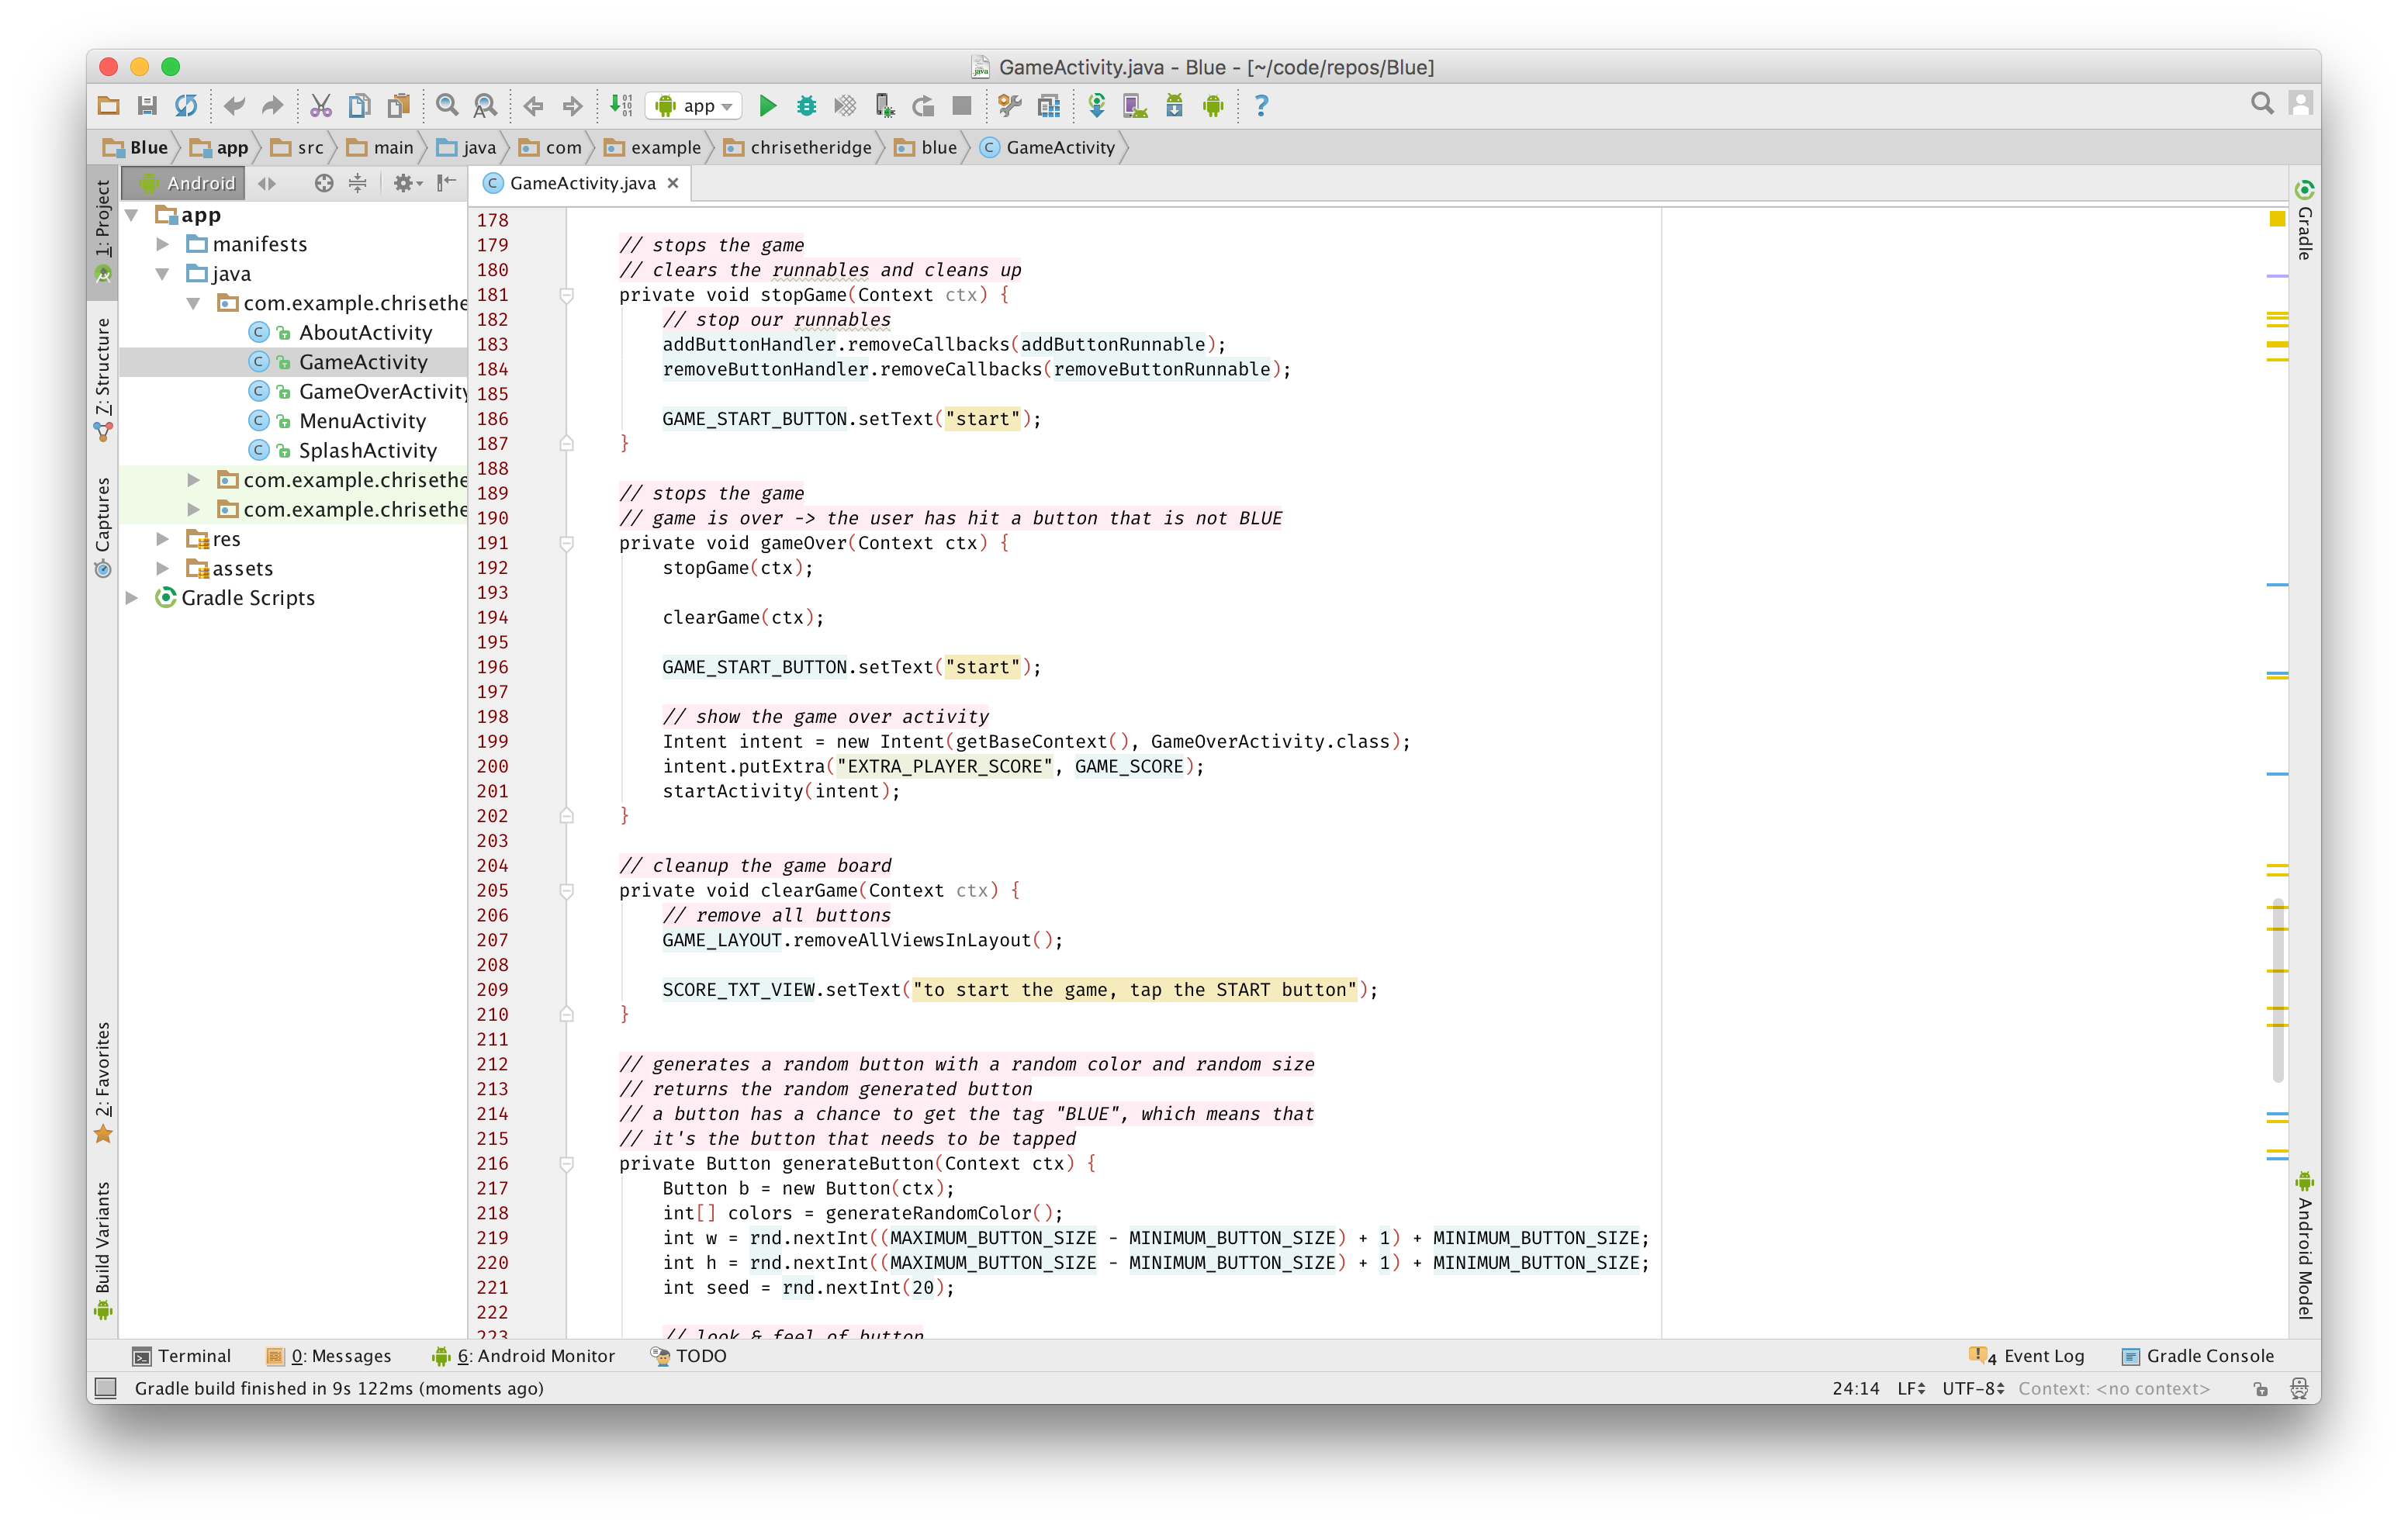 GameActivity.java - Blue - [~/code/repos/Blue]
app
Blue app src main java com example chrisetheridge blue GameActivity
Android
GameActivity.java
1: Project
7: Structure
Captures
2: Favorites
Build Variants
app
manifests
java
com.example.chrisethe
AboutActivity
GameActivity
GameOverActivity
MenuActivity
SplashActivity
com.example.chrisethe
com.example.chrisethe
res
assets
Gradle Scripts
178
179 // stops the game
180 // clears the runnables and cleans up
181 private void stopGame(Context ctx) {
182 // stop our runnables
183 addButtonHandler.removeCallbacks(addButtonRunnable);
184 removeButtonHandler.removeCallbacks(removeButtonRunnable);
185
186 GAME_START_BUTTON.setText("start");
187 }
188
189 // stops the game
190 // game is over -> the user has hit a button that is not BLUE
191 private void gameOver(Context ctx) {
192 stopGame(ctx);
193
194 clearGame(ctx);
195
196 GAME_START_BUTTON.setText("start");
197
198 // show the game over activity
199 Intent intent = new Intent(getBaseContext(), GameOverActivity.class);
200 intent.putExtra("EXTRA_PLAYER_SCORE", GAME_SCORE);
201 startActivity(intent);
202 }
203
204 // cleanup the game board
205 private void clearGame(Context ctx) {
206 // remove all buttons
207 GAME_LAYOUT.removeAllViewsInLayout();
208
209 SCORE_TXT_VIEW.setText("to start the game, tap the START button");
210 }
211
212 // generates a random button with a random color and random size
213 // returns the random generated button
214 // a button has a chance to get the tag "BLUE", which means that
215 // it's the button that needs to be tapped
216 private Button generateButton(Context ctx) {
217 Button b = new Button(ctx);
218 int[] colors = generateRandomColor();
219 int w = rnd.nextInt((MAXIMUM_BUTTON_SIZE - MINIMUM_BUTTON_SIZE) + 1) + MINIMUM_BUTTON_SIZE;
220 int h = rnd.nextInt((MAXIMUM_BUTTON_SIZE - MINIMUM_BUTTON_SIZE) + 1) + MINIMUM_BUTTON_SIZE;
221 int seed = rnd.nextInt(20);
222
223 // look & feel of button
Gradle
Android Model
Terminal 0: Messages 6: Android Monitor TODO 4 Event Log Gradle Console
Gradle build finished in 9s 122ms (moments ago) 24:14 LF UTF-8 Context: <no context>